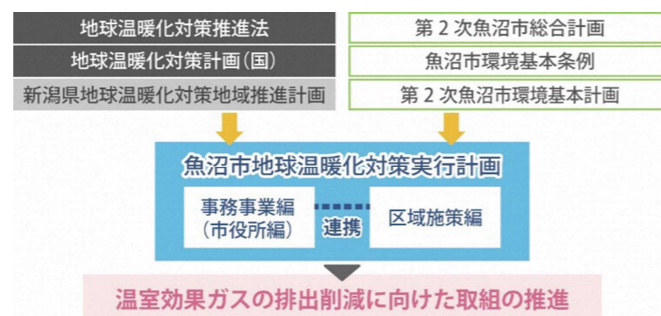 地球温暖化対策推進法
地球温暖化対策計画(国)
新潟県地球温暖化対策地域推進計画
第2次魚沼市総合計画
魚沼市環境基本条例
第2次魚沼市環境基本計画
魚沼市地球温暖化対策実行計画
事務事業編
(市役所編)
連携
区域施策編
温室効果ガスの排出削減に向けた取組の推進